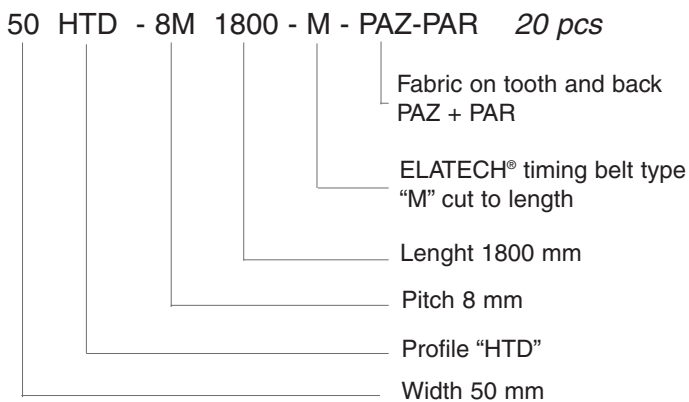 50 HTD - 8M 1800 - M - PAZ-PAR 20 pcs
Fabric on tooth and back
PAZ + PAR
ELATECH® timing belt type
“M” cut to length
Lenght 1800 mm
Pitch 8 mm
Profile “HTD”
Width 50 mm